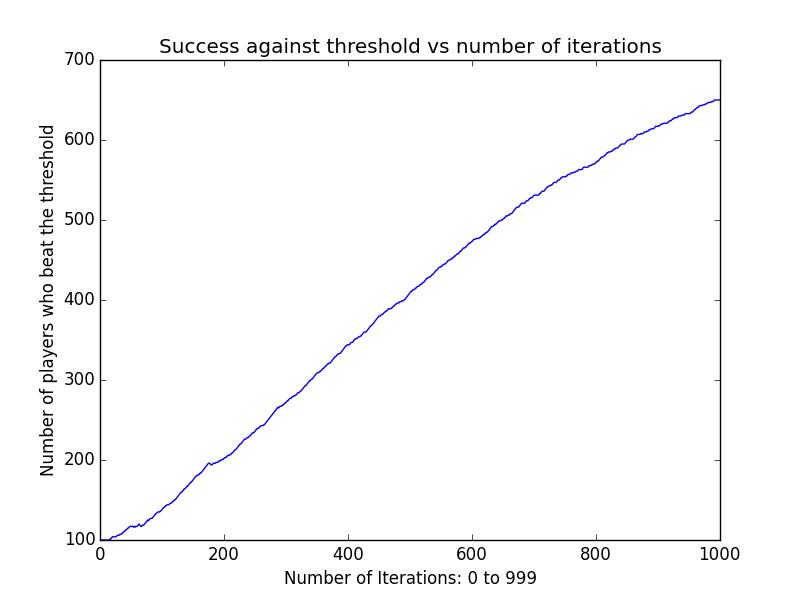 Success against threshold vs number of iterations
700
600
500
400
300
200
100
Number of players who beat the threshold
0 200 400 600 800 1000
Number of Iterations: 0 to 999